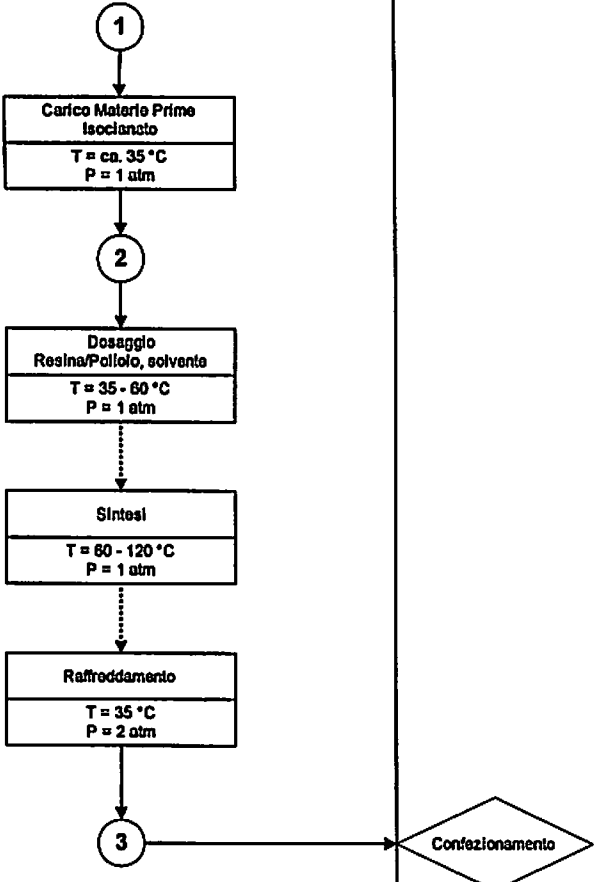 1
Carico Materie Prime
Isocianato
T = ca. 35 °C
P = 1 atm
2
Dosaggio
Resina/Poliolo, solvente
T = 35 - 60 °C
P = 1 atm
Sintesi
T = 60 - 120 °C
P = 1 atm
Raffreddamento
T = 35 °C
P = 2 atm
3
Confezionamento